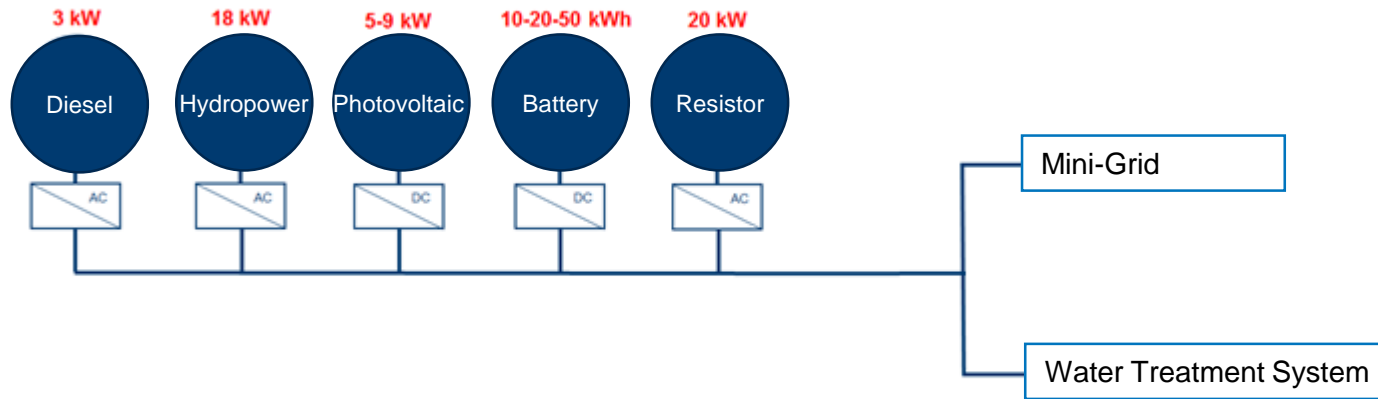 3 kW
18 kW
5-9 kW
10-20-50 kWh
20 kW
Diesel
Hydropower
Photovoltaic
Battery
Resistor
AC
AC
DC
DC
AC
Mini-Grid
Water Treatment System